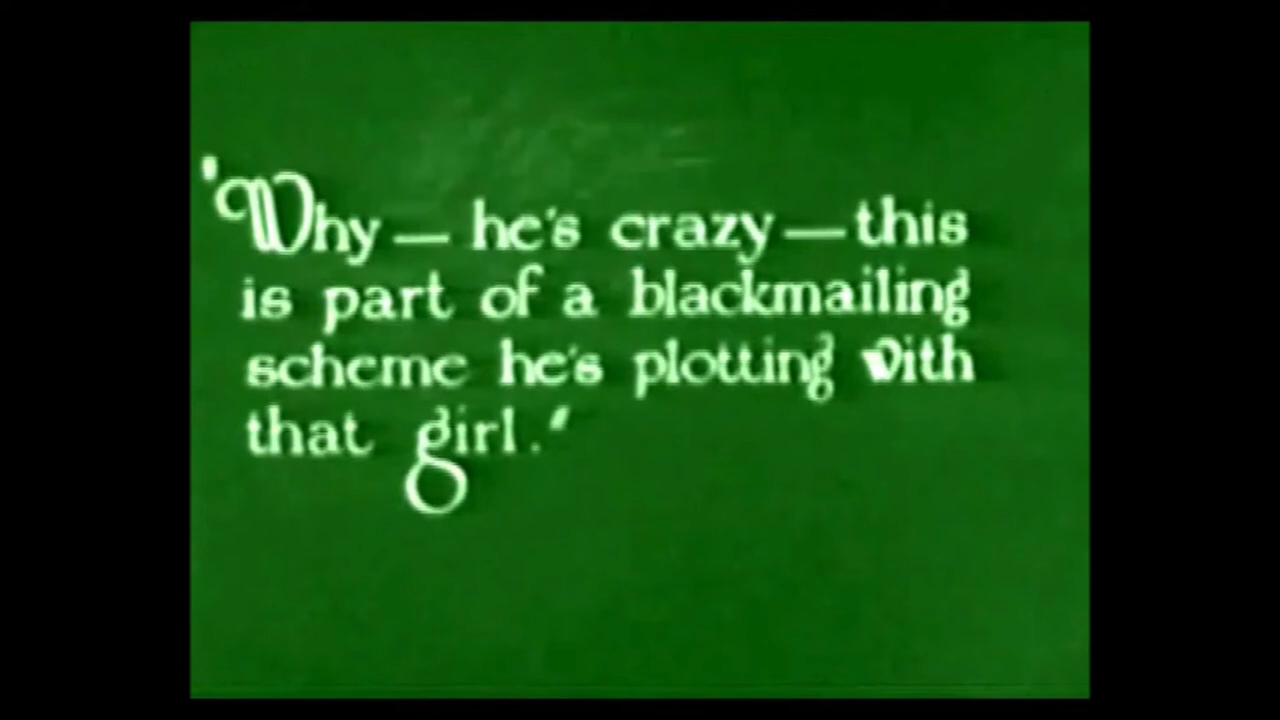 "Why — he's crazy — this
is part of a blackmailing
scheme he's plotting with
that girl."